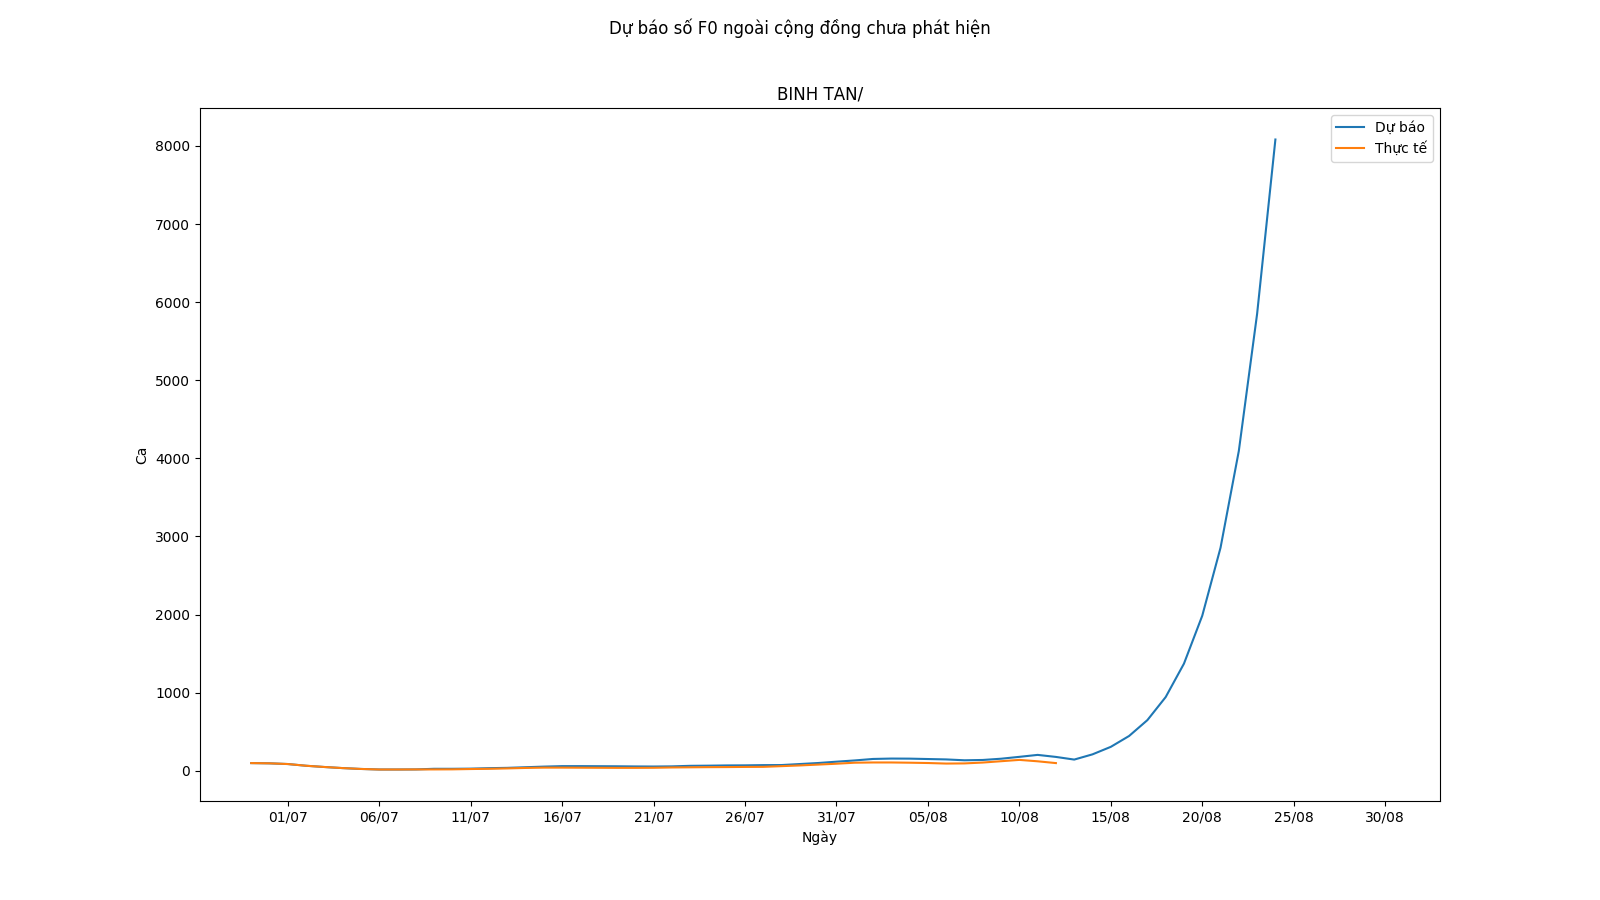 Dự báo số F0 ngoài cộng đồng chưa phát hiện
BINH TAN/
Dự báo
Thực tế
8000
7000
6000
5000
4000
3000
2000
1000
0
Ca
01/07 06/07 11/07 16/07 21/07 26/07 31/07 05/08 10/08 15/08 20/08 25/08 30/08
Ngày